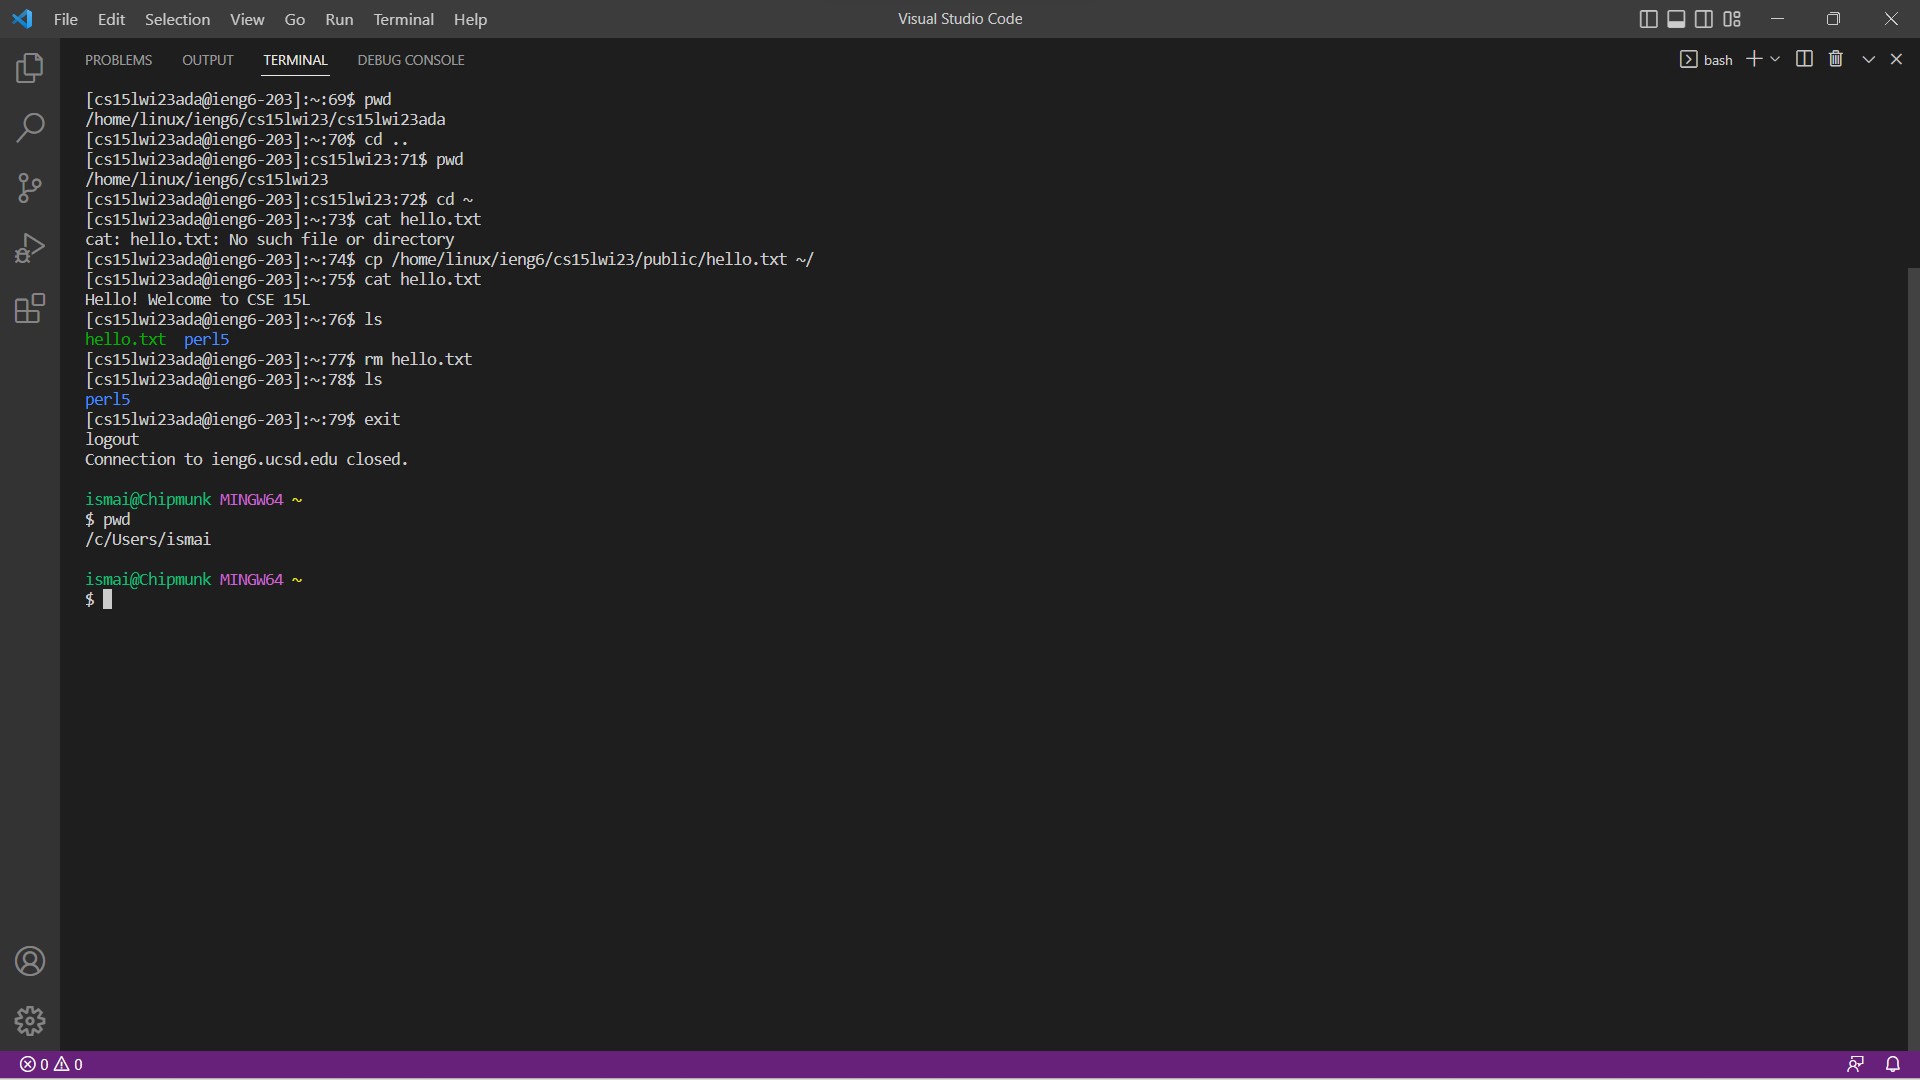 File Edit Selection View Go Run Terminal Help Visual Studio Code
PROBLEMS OUTPUT TERMINAL DEBUG CONSOLE bash
[cs15lwi23ada@ieng6-203]:~:69$ pwd
/home/linux/ieng6/cs15lwi23/cs15lwi23ada
[cs15lwi23ada@ieng6-203]:~:70$ cd ..
[cs15lwi23ada@ieng6-203]:cs15lwi23:71$ pwd
/home/linux/ieng6/cs15lwi23
[cs15lwi23ada@ieng6-203]:cs15lwi23:72$ cd ~
[cs15lwi23ada@ieng6-203]:~:73$ cat hello.txt
cat: hello.txt: No such file or directory
[cs15lwi23ada@ieng6-203]:~:74$ cp /home/linux/ieng6/cs15lwi23/public/hello.txt ~/
[cs15lwi23ada@ieng6-203]:~:75$ cat hello.txt
Hello! Welcome to CSE 15L
[cs15lwi23ada@ieng6-203]:~:76$ ls
hello.txt  perl5
[cs15lwi23ada@ieng6-203]:~:77$ rm hello.txt
[cs15lwi23ada@ieng6-203]:~:78$ ls
perl5
[cs15lwi23ada@ieng6-203]:~:79$ exit
logout
Connection to ieng6.ucsd.edu closed.
ismai@Chipmunk MINGW64 ~
$ pwd
/c/Users/ismai
ismai@Chipmunk MINGW64 ~
$
0 0